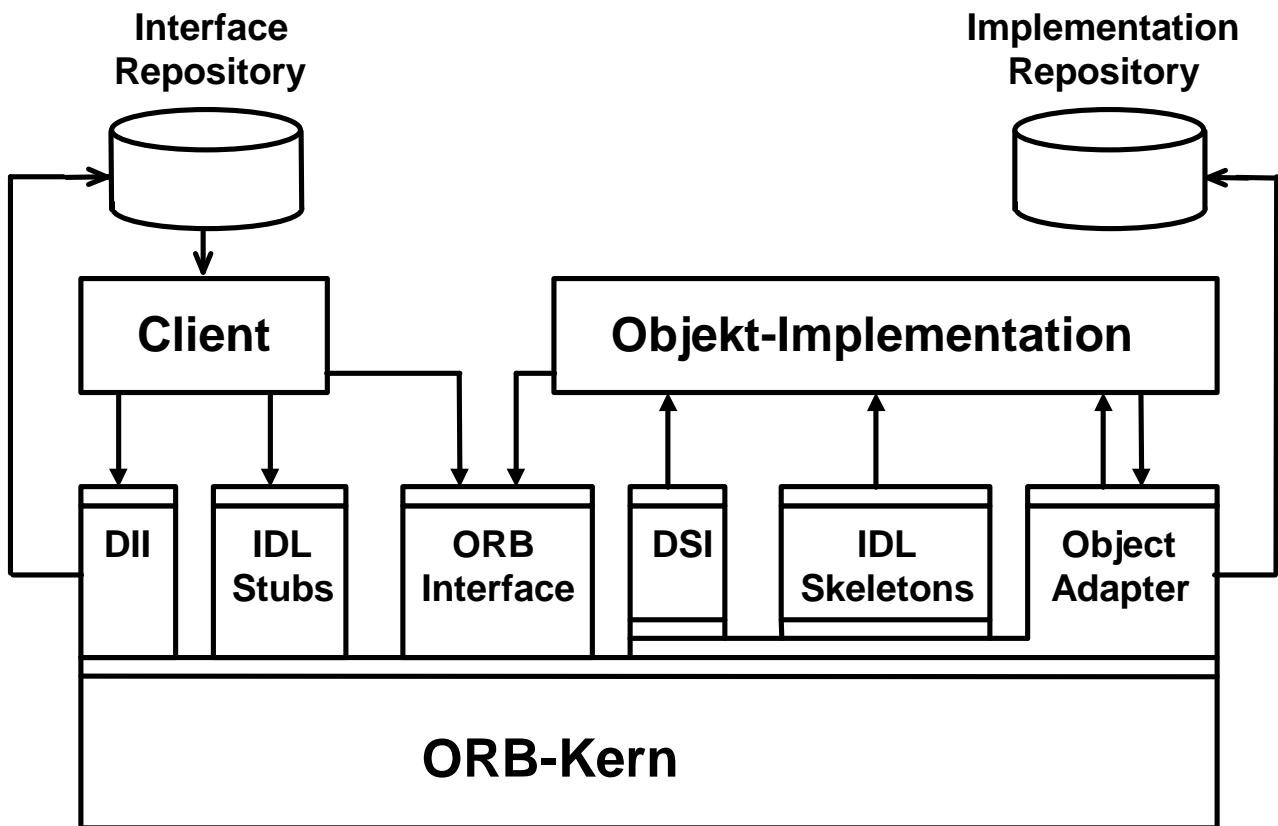 Interface
Repository
Implementation
Repository
Client
Objekt-Implementation
DII
IDL
Stubs
ORB
Interface
DSI
IDL
Skeletons
Object
Adapter
ORB-Kern